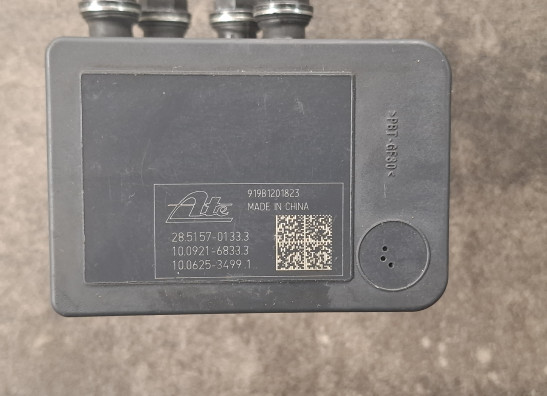 >PBT-GF30<
Ate
919B1201823
MADE IN CHINA
28.5157-0133.3
10.0921-6833.3
10.0625-3499.1